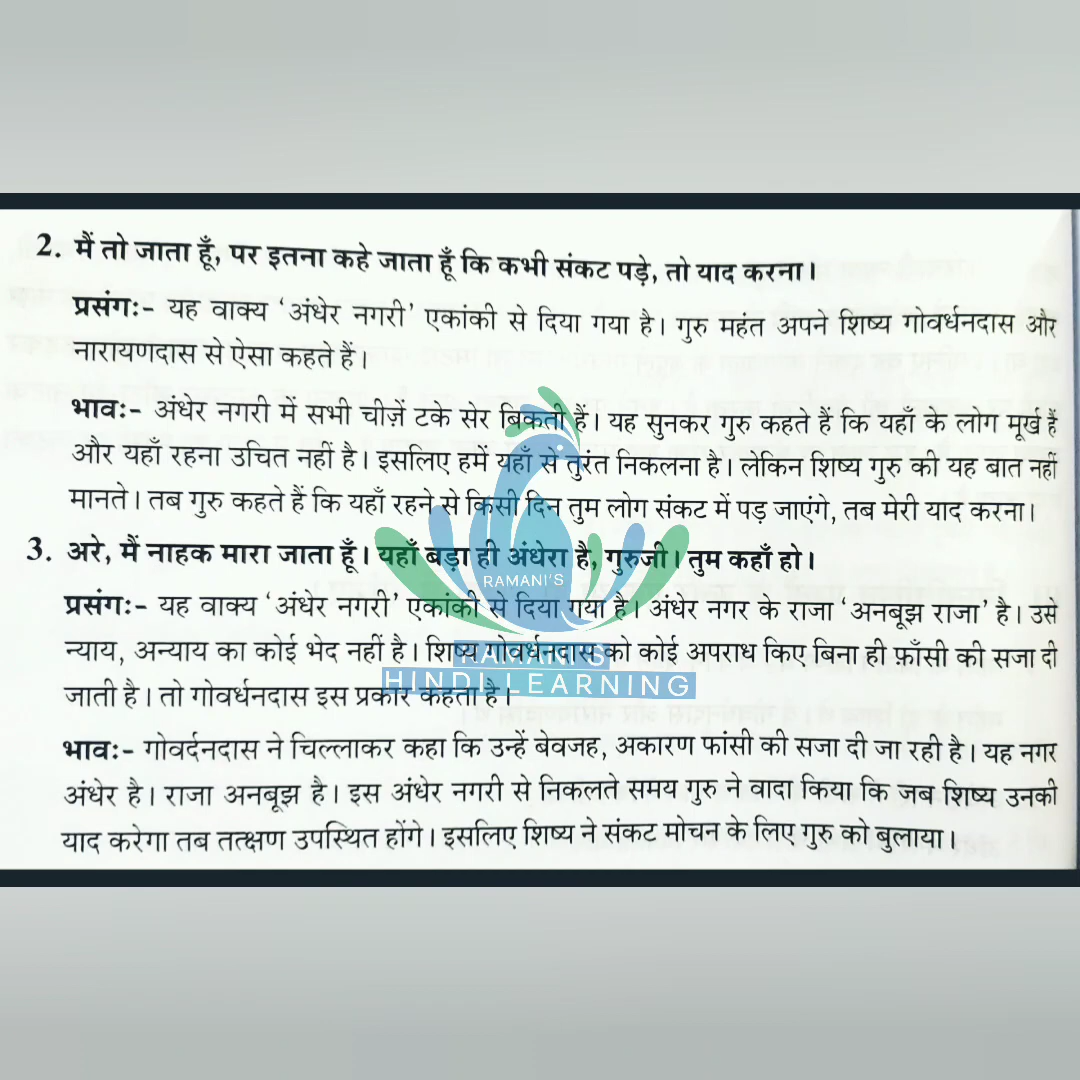 2. मैं तो जाता हूँ, पर इतना कहे जाता हूँ कि कभी संकट पड़े, तो याद करना।
प्रसंगः- यह वाक्य ‘अंधेर नगरी’ एकांकी से दिया गया है। गुरु महंत अपने शिष्य गोवर्धनदास और
नारायणदास से ऐसा कहते हैं।
भावः- अंधेर नगरी में सभी चीज़ें टके सेर बिकती हैं। यह सुनकर गुरु कहते हैं कि यहाँ के लोग मूर्ख हैं
और यहाँ रहना उचित नहीं है। इसलिए हमें यहाँ से तुरंत निकलना है। लेकिन शिष्य गुरु की यह बात नहीं
मानते। तब गुरु कहते हैं कि यहाँ रहने से किसी दिन तुम लोग संकट में पड़ जाएंगे, तब मेरी याद करना।
3. अरे, मैं नाहक मारा जाता हूँ। यहाँ बड़ा ही अंधेरा है, गुरुजी। तुम कहाँ हो।
RAMANI'S
प्रसंगः- यह वाक्य ‘अंधेर नगरी’ एकांकी से दिया गया है। अंधेर नगर के राजा ‘अनबूझ राजा’ है। उसे
न्याय, अन्याय का कोई भेद नहीं है। शिष्य गोवर्धनदास को कोई अपराध किए बिना ही फ़ाँसी की सजा दी
RAMANI'S
HINDI LEARNING
जाती है। तो गोवर्धनदास इस प्रकार कहता है।
भावः- गोवर्दनदास ने चिल्लाकर कहा कि उन्हें बेवजह, अकारण फांसी की सजा दी जा रही है। यह नगर
अंधेर है। राजा अनबूझ है। इस अंधेर नगरी से निकलते समय गुरु ने वादा किया कि जब शिष्य उनकी
याद करेगा तब तत्क्षण उपस्थित होंगे। इसलिए शिष्य ने संकट मोचन के लिए गुरु को बुलाया।